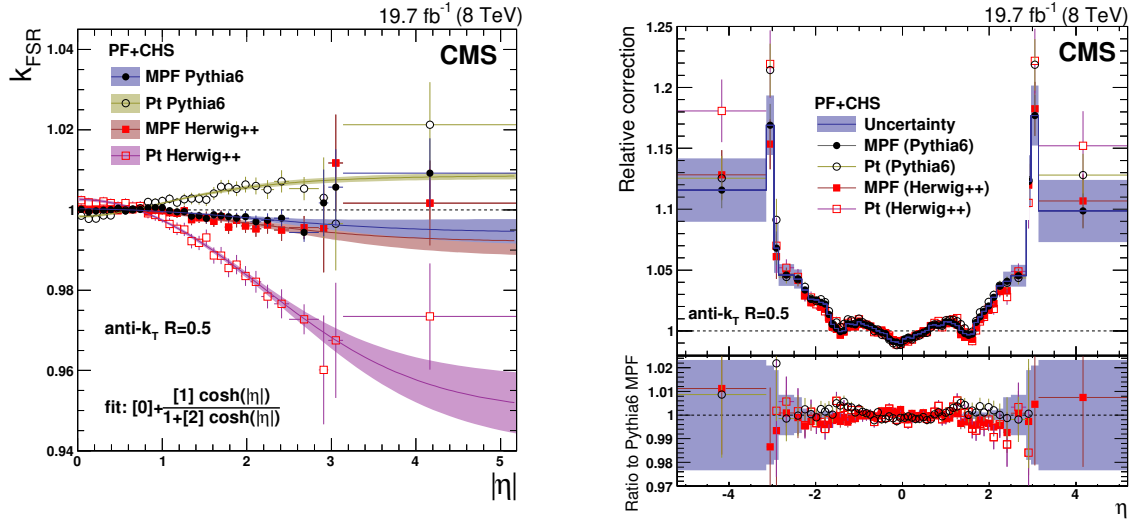 19.7 fb⁻¹ (8 TeV)
k_FSR
1.04
1.02
1
0.98
0.96
0.94
PF+CHS
CMS
MPF Pythia6
Pt Pythia6
MPF Herwig++
Pt Herwig++
anti-k_T R=0.5
fit: [0]+ [1] cosh(|η|)
1+[2] cosh(|η|)
0 1 2 3 4 5
|η|
19.7 fb⁻¹ (8 TeV)
Relative correction
1.25
1.2
1.15
1.1
1.05
1
CMS
PF+CHS
Uncertainty
MPF (Pythia6)
Pt (Pythia6)
MPF (Herwig++)
Pt (Herwig++)
anti-k_T R=0.5
Ratio to Pythia6 MPF
1.02
1.01
1.00
0.99
0.98
0.97
-4 -2 0 2 4
η